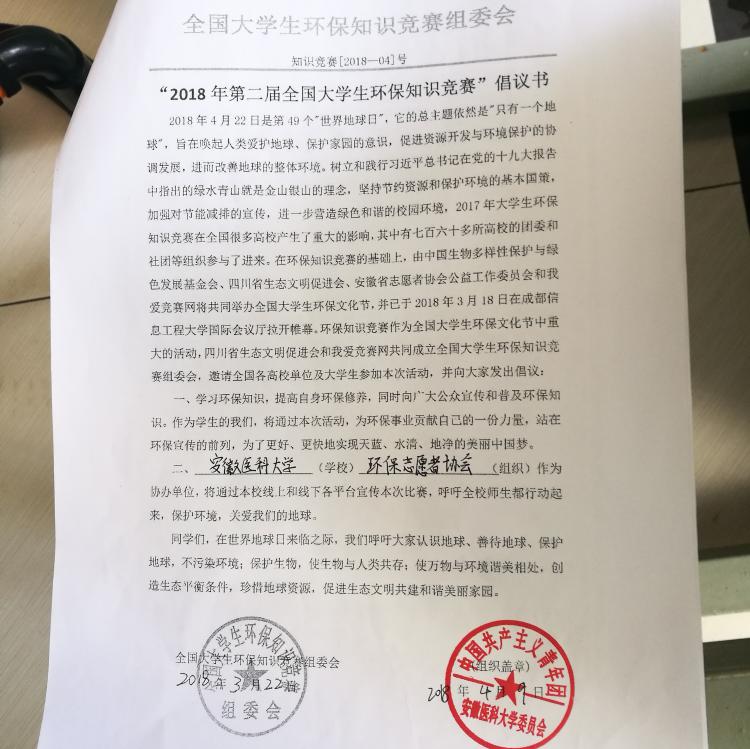 全国大学生环保知识竞赛组委会
知识竞赛[2018—04]号
“2018 年第二届全国大学生环保知识竞赛”倡议书
2018 年 4 月 22 日是第 49 个"世界地球日"，它的总主题依然是"只有一个地
球"，旨在唤起人类爱护地球、保护家园的意识，促进资源开发与环境保护的协
调发展，进而改善地球的整体环境。树立和践行习近平总书记在党的十九大报告
中指出的绿水青山就是金山银山的理念，坚持节约资源和保护环境的基本国策，
加强对节能减排的宣传，进一步营造绿色和谐的校园环境，2017 年大学生环保
知识竞赛在全国很多高校产生了重大的影响，其中有七百六十多所高校的团委和
社团等组织参与了进来。在环保知识竞赛的基础上，由中国生物多样性保护与绿
色发展基金会、四川省生态文明促进会、安徽省志愿者协会公益工作委员会和我
爱竞赛网将共同举办全国大学生环保文化节，并已于 2018 年 3 月 18 日在成都信
息工程大学国际会议厅拉开帷幕。环保知识竞赛作为全国大学生环保文化节中重
大的活动，四川省生态文明促进会和我爱竞赛网共同成立全国大学生环保知识竞
赛组委会，邀请全国各高校单位及大学生参加本次活动，并向大家发出倡议：
一、学习环保知识，提高自身环保修养，同时向广大公众宣传和普及环保知
识。作为学生的我们，将通过本次活动，为环保事业贡献自己的一份力量，站在
环保宣传的前列，为了更好、更快地实现天蓝、水清、地净的美丽中国梦。
二、安徽医科大学（学校）环保志愿者协会（组织）作为
协办单位，将通过本校线上和线下各平台宣传本次比赛，呼吁全校师生都行动起
来，保护环境，关爱我们的地球。
同学们，在世界地球日来临之际，我们呼吁大家认识地球、善待地球、保护
地球，不污染环境；保护生物，使生物与人类共存；使万物与环境谐美相处，创
造生态平衡条件，珍惜地球资源，促进生态文明共建和谐美丽家园。
全国大学生环保知识竞赛组委会
2018 年 3 月 22 日
全国大学生环保知识竞赛
组委会
（组织盖章）
2018 年 4 月 9 日
中国共产主义青年团
安徽医科大学委员会